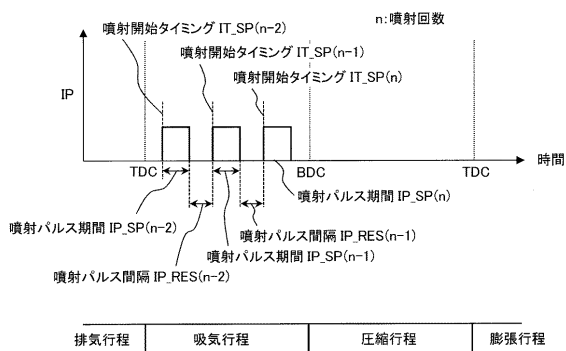 n:噴射回数
噴射開始タイミング IT_SP(n-2)
噴射開始タイミング IT_SP(n-1)
噴射開始タイミング IT_SP(n)
IP
TDC
BDC
TDC
時間
噴射パルス期間 IP_SP(n)
噴射パルス期間 IP_SP(n-2)
噴射パルス間隔 IP_RES(n-1)
噴射パルス期間 IP_SP(n-1)
噴射パルス間隔 IP_RES(n-2)
排気行程
吸気行程
圧縮行程
膨張行程